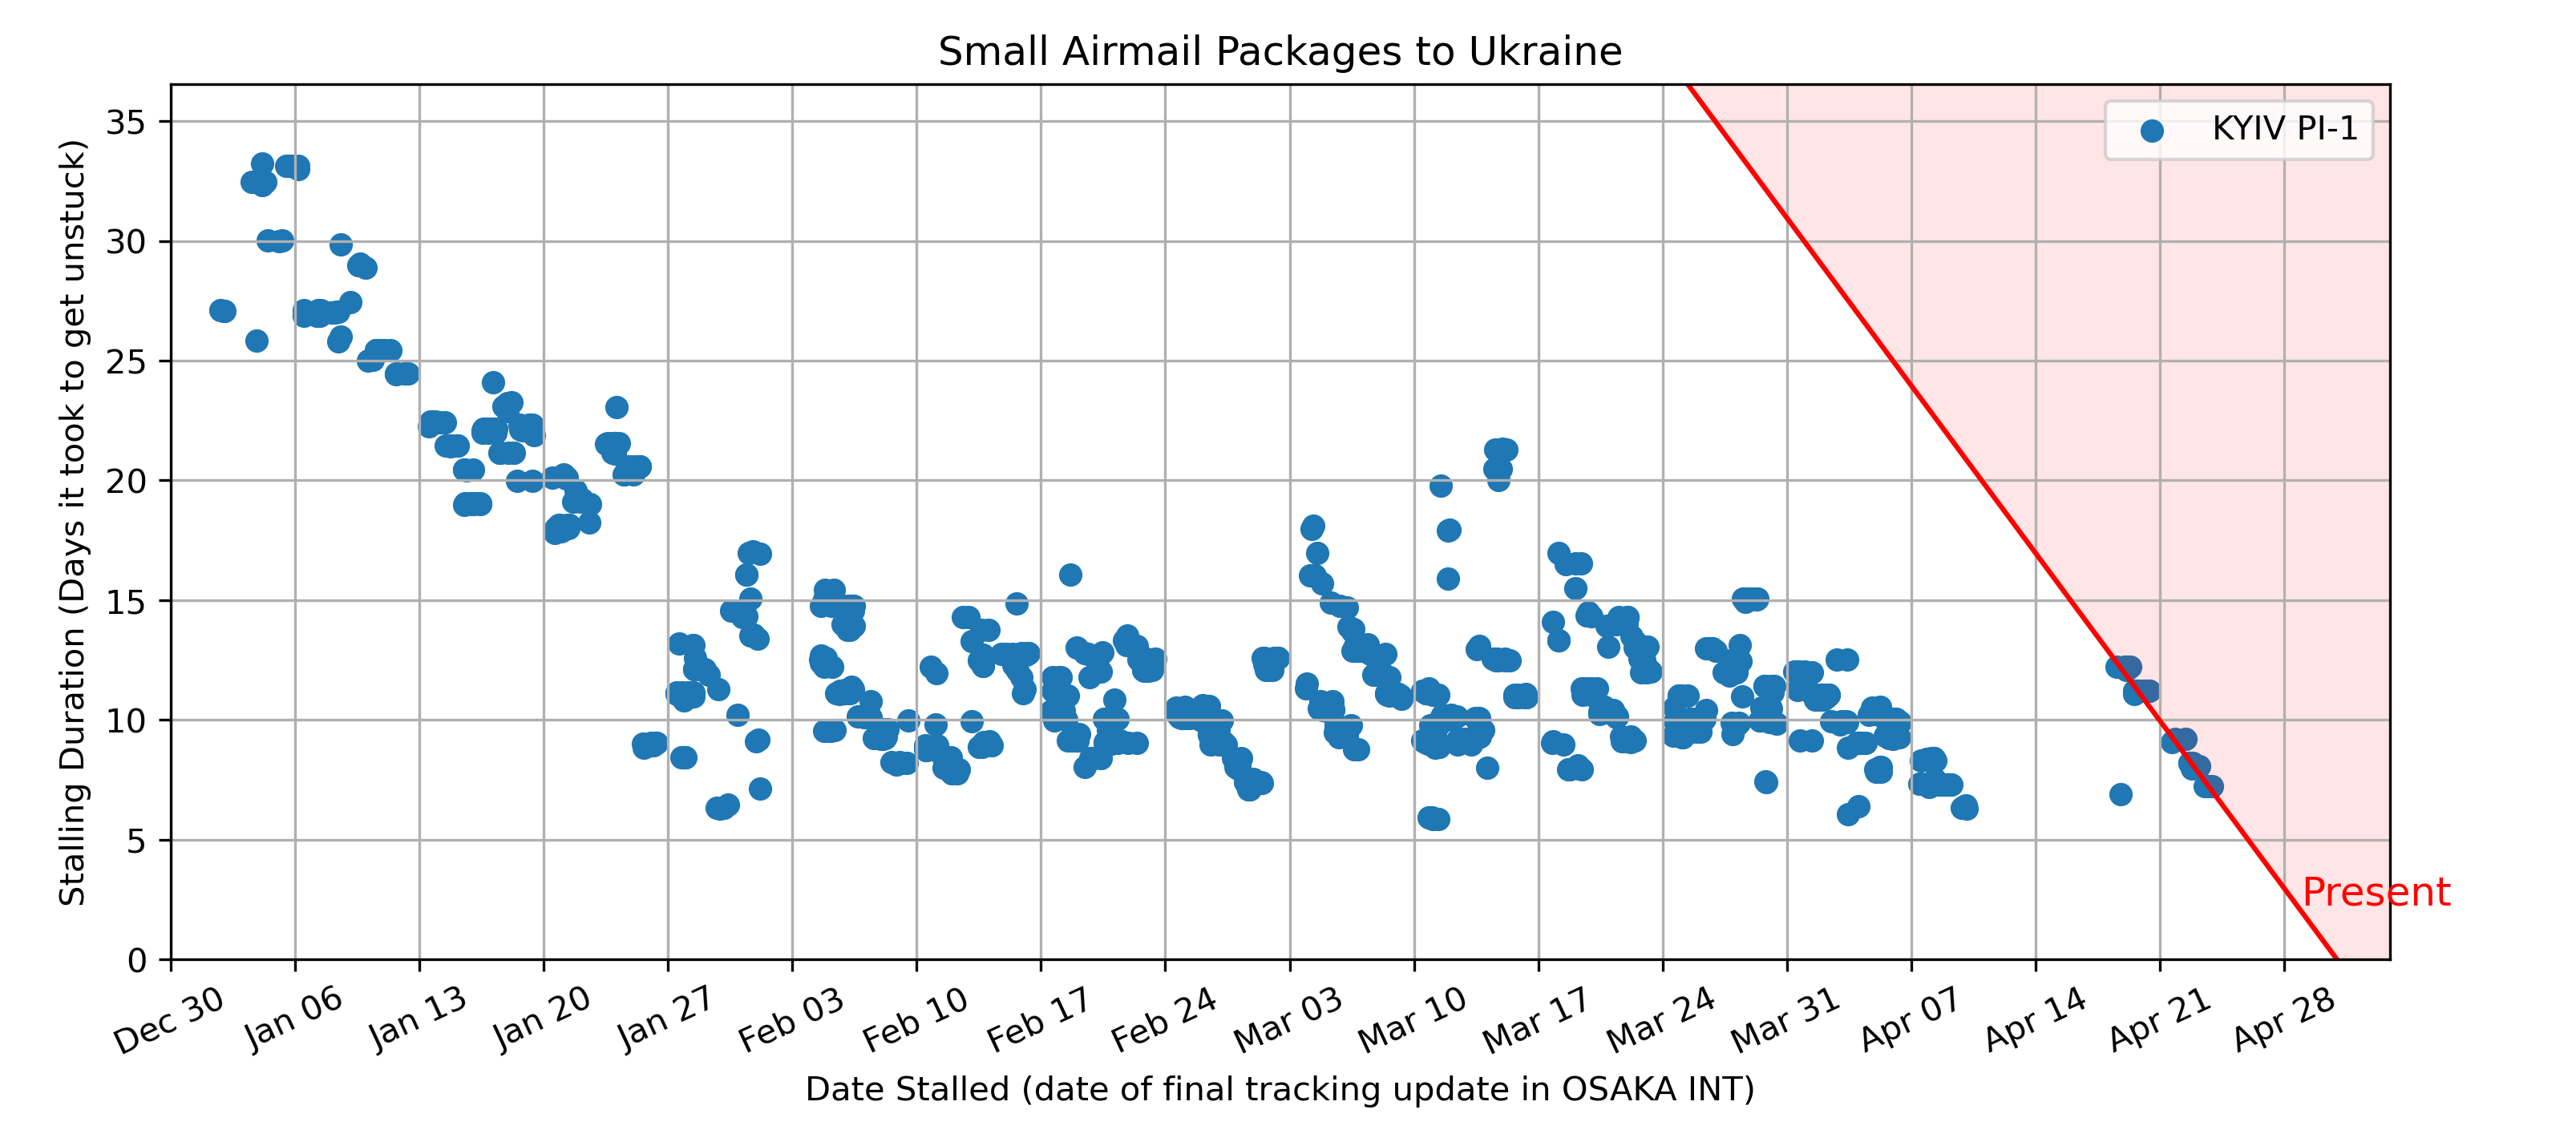 Small Airmail Packages to Ukraine
KYIV PI-1
Stalling Duration (Days it took to get unstuck)
35
30
25
20
15
10
5
0
Present
Dec 30
Jan 06
Jan 13
Jan 20
Jan 27
Feb 03
Feb 10
Feb 17
Feb 24
Mar 03
Mar 10
Mar 17
Mar 24
Mar 31
Apr 07
Apr 14
Apr 21
Apr 28
Date Stalled (date of final tracking update in OSAKA INT)